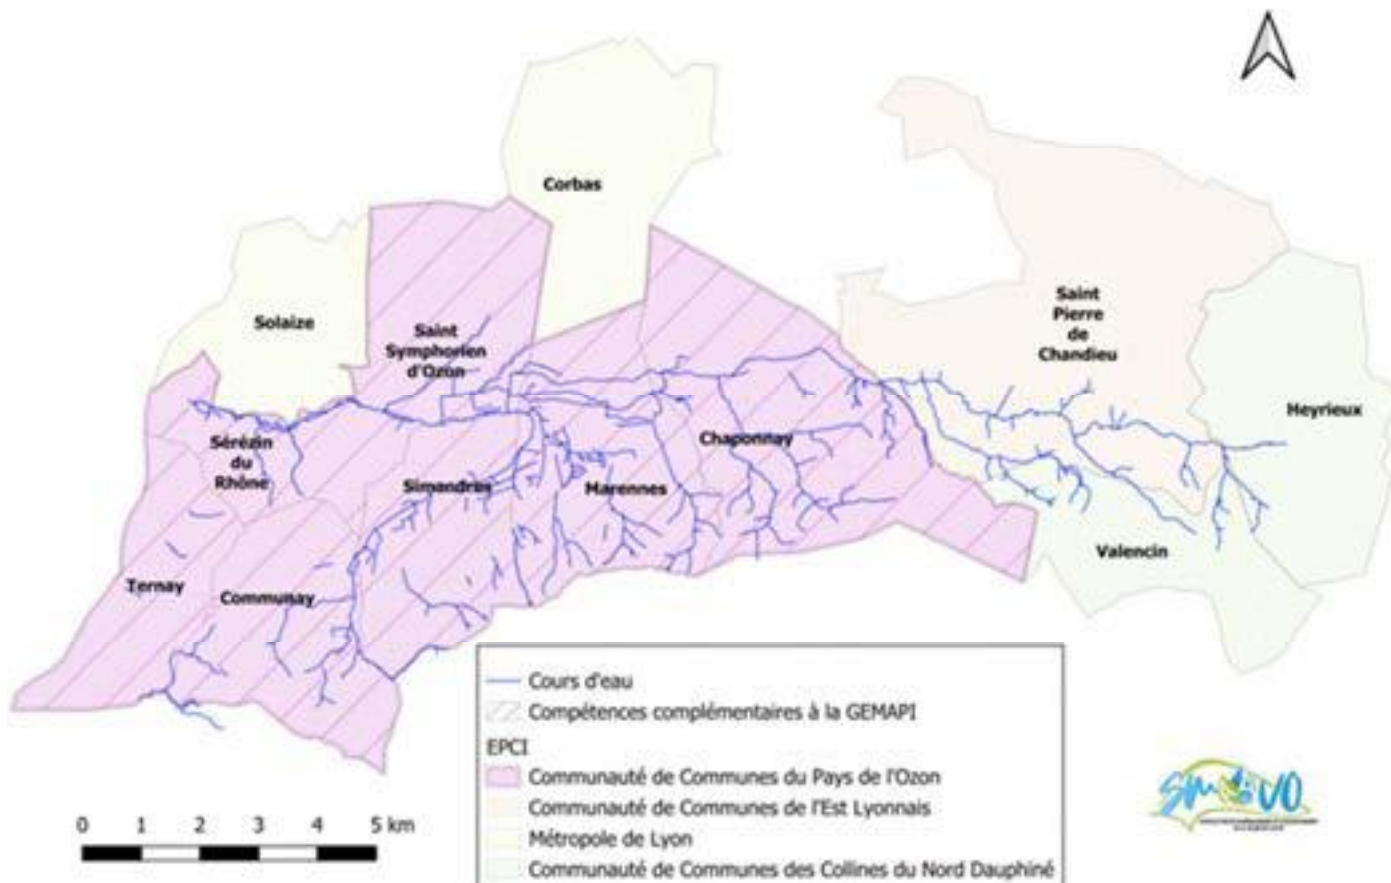 Corbas
Solaize
Saint
Symphorien
d'Ozon
Saint
Pierre
de
Chandieu
Heyrieux
Sérézin
du
Rhône
Chaponnay
Simandres
Marennes
Valencin
Ternay
Communay
Cours d'eau
Compétences complémentaires à la GEMAPI
EPCI
Communauté de Communes du Pays de l'Ozon
Communauté de Communes de l'Est Lyonnais
Métropole de Lyon
Communauté de Communes des Collines du Nord Dauphiné
0 1 2 3 4 5 km